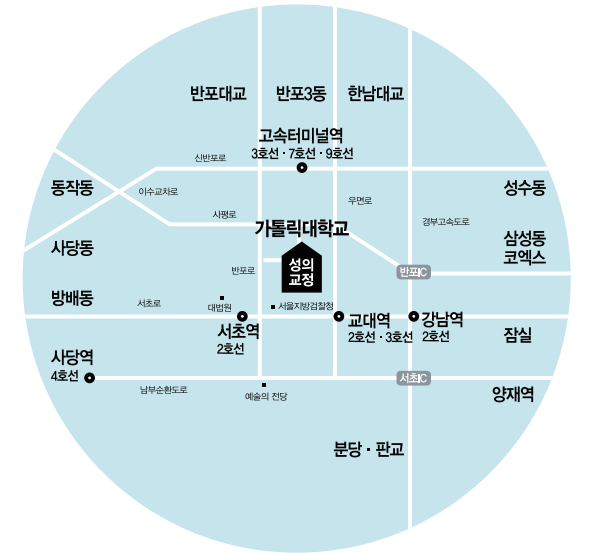 반포대교
반포3동
한남대교
고속터미널역
3호선 · 7호선 · 9호선
신반포로
동작동
이수교차로
성수동
우면로
사평로
경부고속도로
가톨릭대학교
삼성동
코엑스
사당동
성의
교정
반포로
반포IC
방배동
서초로
대법원
서울지방검찰청
교대역
2호선 · 3호선
강남역
2호선
서초역
2호선
잠실
사당역
4호선
남부순환도로
예술의 전당
서초IC
양재역
분당 · 판교